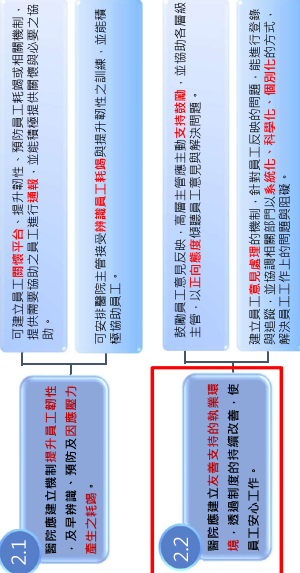 2.1
醫院應建立機制提升員工韌性
，及早辨識、預防及因應壓力
產生之耗竭。
可建立員工關懷平台、提升韌性、預防員工耗竭或相關機制，
提供需要協助之員工進行通報，並能積極提供關懷與必要之協
助。
可安排醫院主管接受辨識員工耗竭與提升韌性之訓練，並能積
極協助員工。
2.2
醫院應建立友善支持的執業環
境，透過制度的持續改善，使
員工安心工作。
鼓勵員工意見反映，高層主管應主動支持鼓勵，並協助各層級
主管，以正向態度傾聽員工意見與解決問題。
建立員工意見處理的機制，針對員工反映的問題，能進行登錄
與追蹤，並協調相關部門以系統化、科學化、個別化的方式，
解決員工工作上的問題與阻礙。